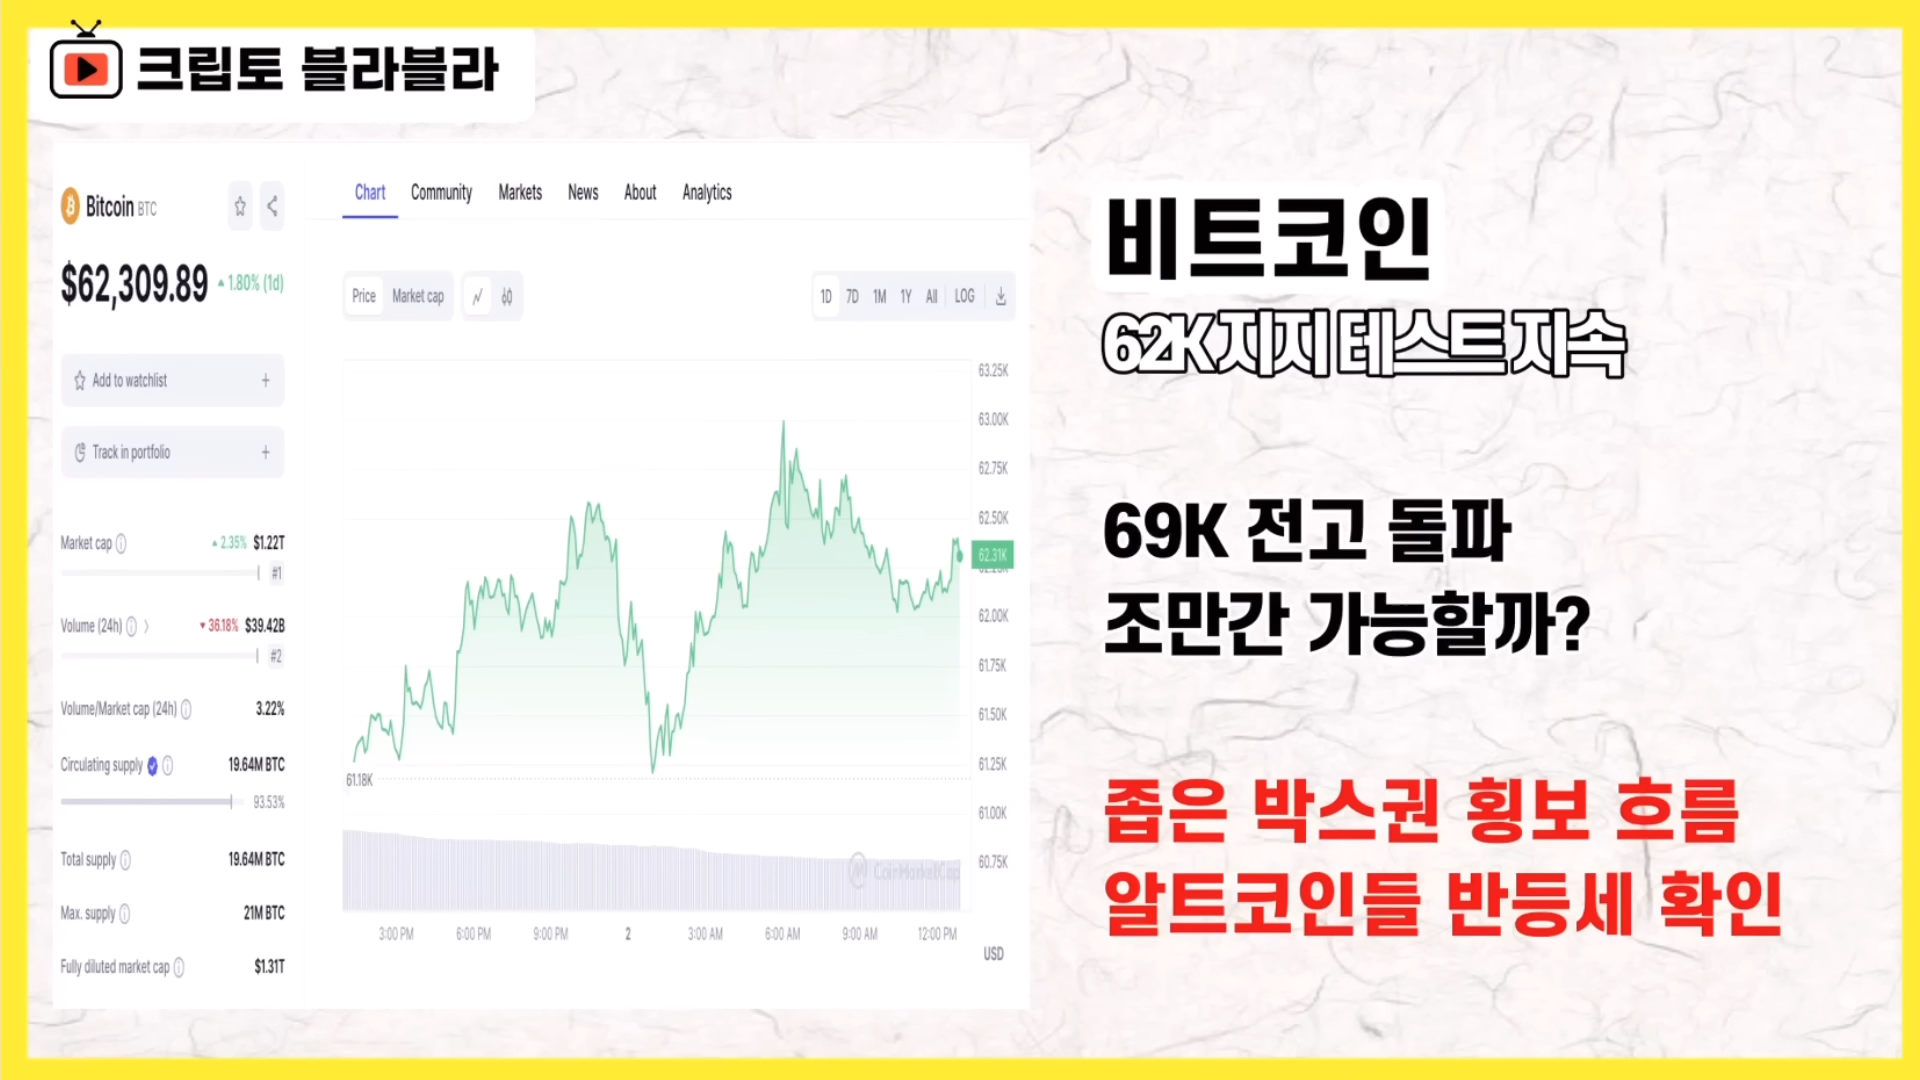 크립토 블라블라
Bitcoin BTC
$62,309.89 1.80% (1d)
Add to watchlist +
Track in portfolio +
Market cap 2.35% $1.22T
#1
Volume (24h) 36.18% $39.42B
#2
Volume/Market cap (24h) 3.22%
Circulating supply 19.64M BTC
93.53%
Total supply 19.64M BTC
Max. supply 21M BTC
Fully diluted market cap $1.31T
Chart Community Markets News About Analytics
Price Market cap
1D 7D 1M 1Y All LOG
63.25K
63.00K
62.75K
62.50K
62.31K
62.00K
61.75K
61.50K
61.25K
61.18K
61.00K
60.75K
CoinMarketCap
3:00 PM 6:00 PM 9:00 PM 2 3:00 AM 6:00 AM 9:00 AM 12:00 PM
USD
비트코인
62K 지지 테스트 지속
69K 전고 돌파
조만간 가능할까?
좁은 박스권 횡보 흐름
알트코인들 반등세 확인